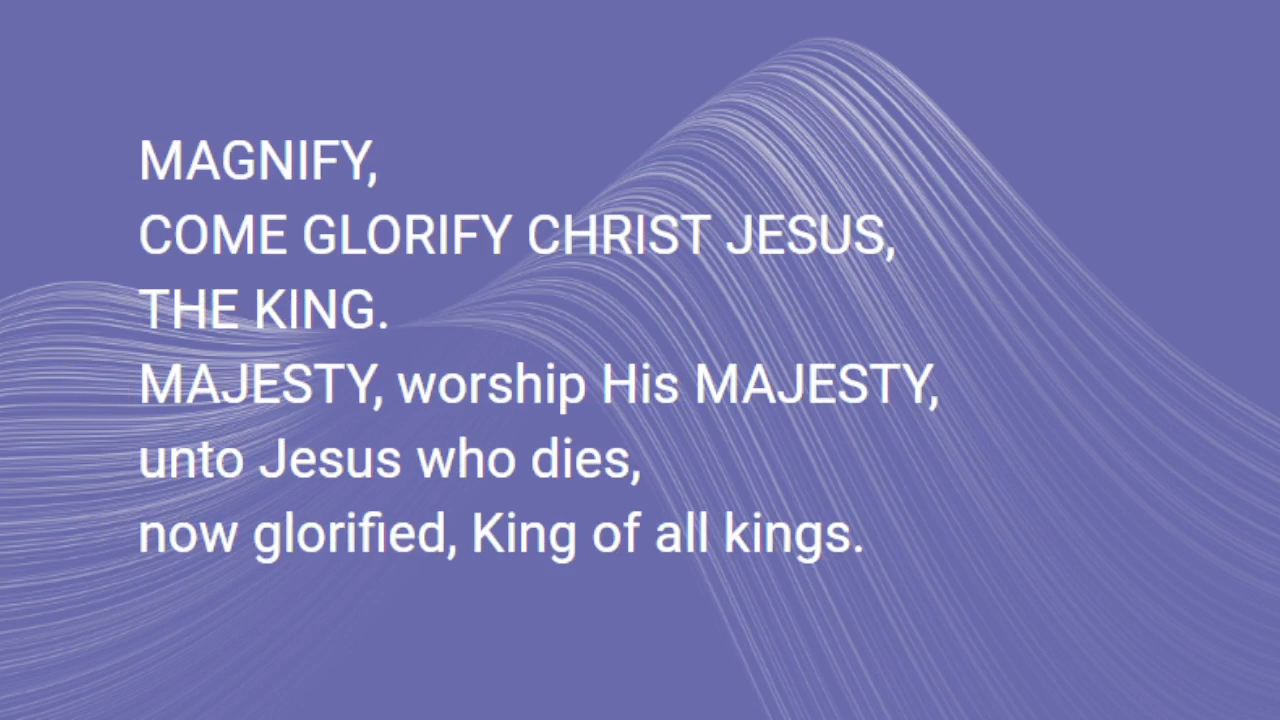 MAGNIFY,
COME GLORIFY CHRIST JESUS,
THE KING.
MAJESTY, worship His MAJESTY,
unto Jesus who dies,
now glorified, King of all kings.